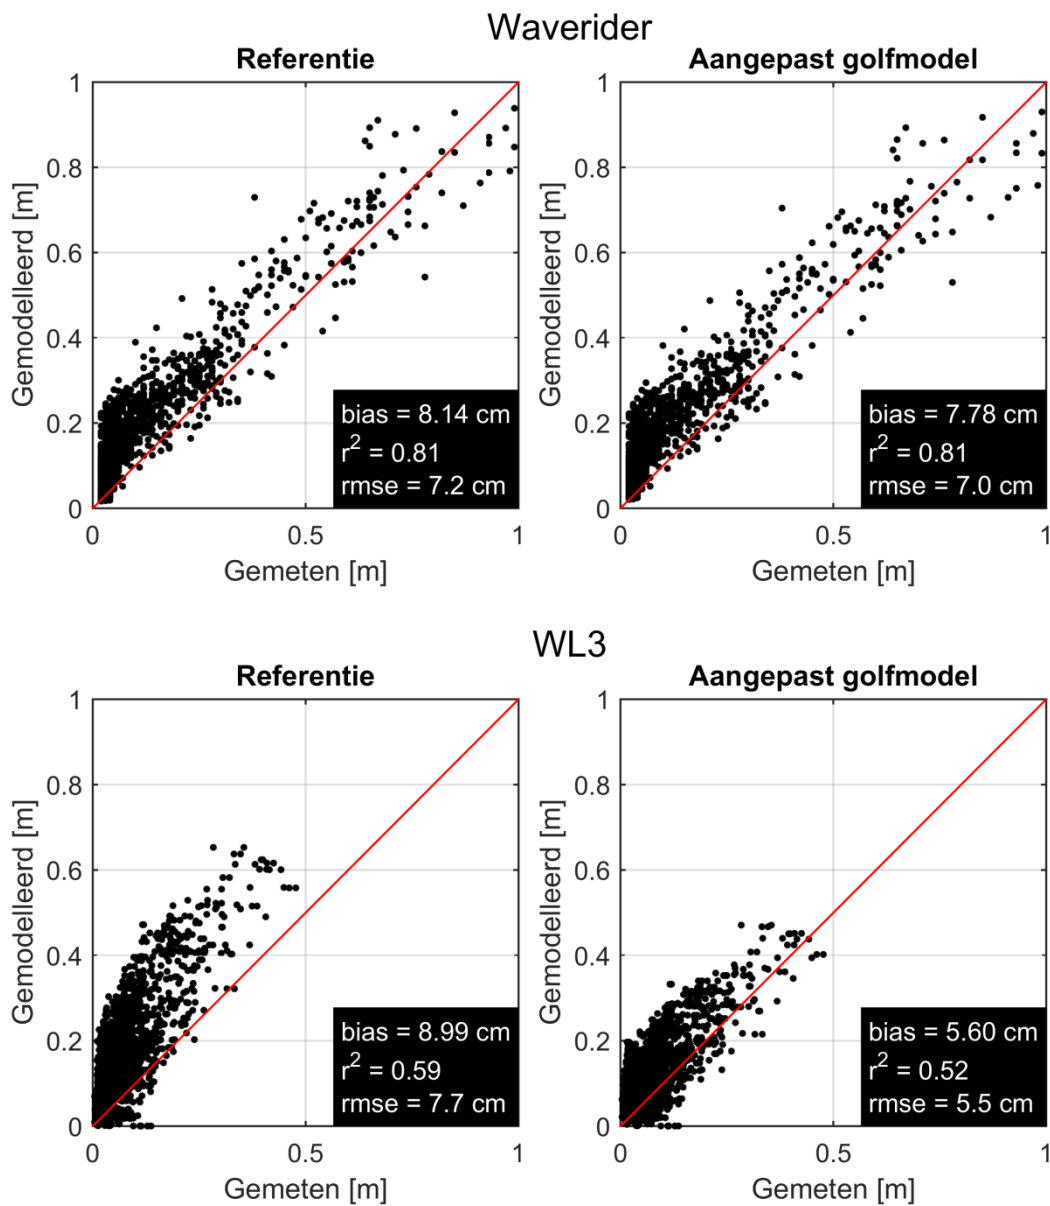 Waverider
Referentie
Aangepast golfmodel
1
0.8
0.6
0.4
0.2
0
0
0.5
1
Gemodelleerd [m]
Gemeten [m]
bias = 8.14 cm
r² = 0.81
rmse = 7.2 cm
1
0.8
0.6
0.4
0.2
0
0
0.5
1
Gemodelleerd [m]
Gemeten [m]
bias = 7.78 cm
r² = 0.81
rmse = 7.0 cm
WL3
Referentie
Aangepast golfmodel
1
0.8
0.6
0.4
0.2
0
0
0.5
1
Gemodelleerd [m]
Gemeten [m]
bias = 8.99 cm
r² = 0.59
rmse = 7.7 cm
1
0.8
0.6
0.4
0.2
0
0
0.5
1
Gemodelleerd [m]
Gemeten [m]
bias = 5.60 cm
r² = 0.52
rmse = 5.5 cm